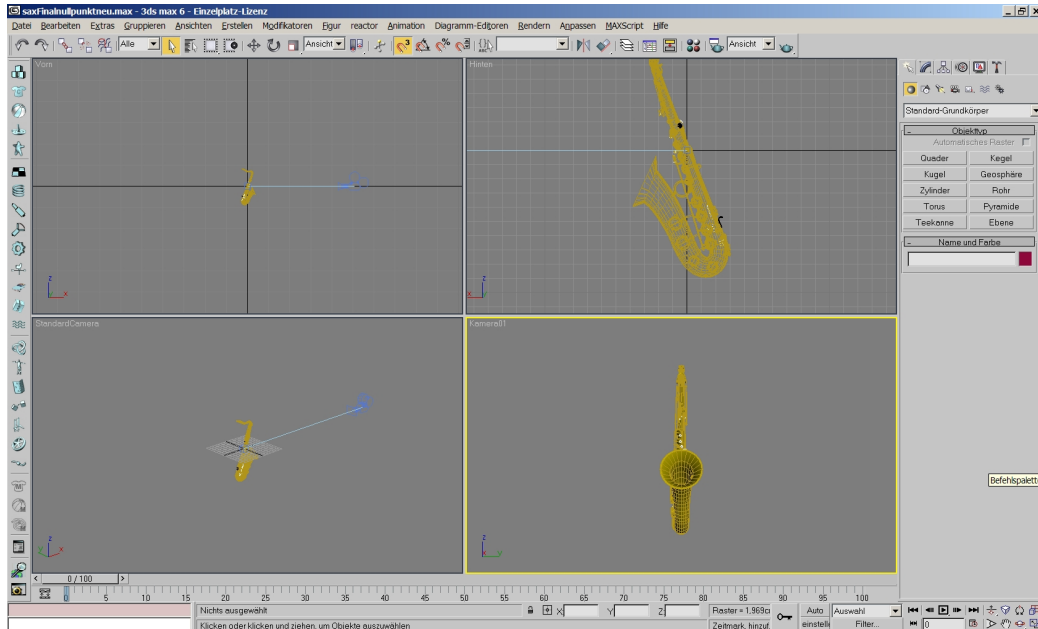 saxFinalnullpunktneu.max - 3ds max 6 - Einzelplatz-Lizenz
Datei Bearbeiten Extras Gruppieren Ansichten Erstellen Modifikatoren Figur reactor Animation Diagramm-Editoren Rendern Anpassen MAXScript Hilfe
Alle Ansicht Ansicht
Vorn
Hinten
Standard-Grundkörper
- Objekttyp
Automatisches Raster
Quader Kegel
Kugel Geosphäre
Zylinder Rohr
Torus Pyramide
Teekanne Ebene
- Name und Farbe
z
x
z
x
StandardCamera
Kamera01
Befehlspalette
z
y x
z
x y
0 / 100
0 5 10 15 20 25 30 35 40 45 50 55 60 65 70 75 80 85 90 95 100
Nichts ausgewählt X: Y: Z: Raster = 1,969cm Auto Auswahl
Klicken oder klicken und ziehen, um Objekte auszuwählen Zeitmark. hinzuf. einstelle Filter... 0